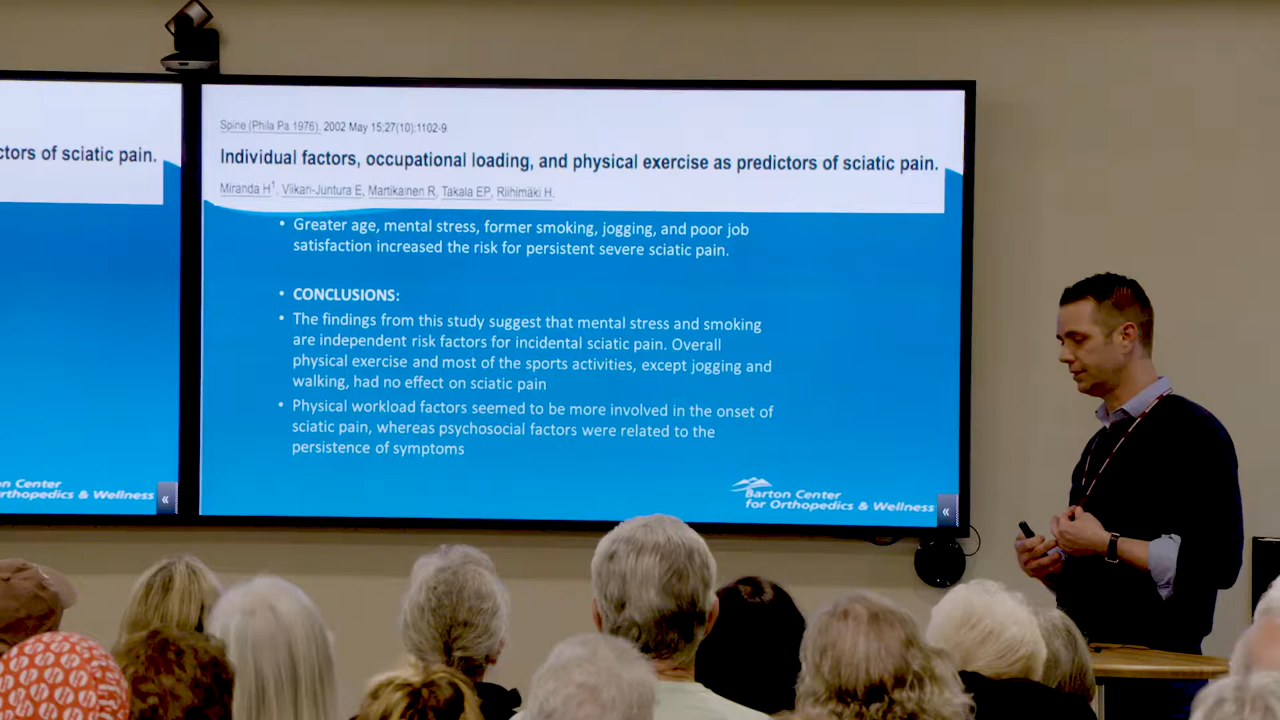 ctors of sciatic pain.
n Center
rthopedics & Wellness
«
Spine (Phila Pa 1976). 2002 May 15;27(10):1102-9.
Individual factors, occupational loading, and physical exercise as predictors of sciatic pain.
Miranda H1, Viikari-Juntura E, Martikainen R, Takala EP, Riihimäki H.
• Greater age, mental stress, former smoking, jogging, and poor job
satisfaction increased the risk for persistent severe sciatic pain.
• CONCLUSIONS:
• The findings from this study suggest that mental stress and smoking
are independent risk factors for incidental sciatic pain. Overall
physical exercise and most of the sports activities, except jogging and
walking, had no effect on sciatic pain
• Physical workload factors seemed to be more involved in the onset of
sciatic pain, whereas psychosocial factors were related to the
persistence of symptoms
Barton Center
for Orthopedics & Wellness
«